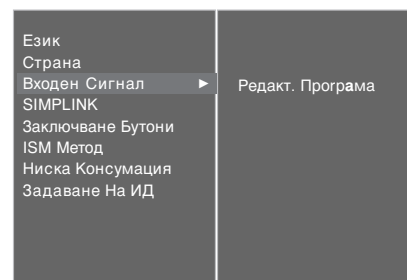 Език
Страна
Входен Сигнал ►
Редакт. Програма
SIMPLINK
Заключване Бутони
ISM Метод
Ниска Консумация
Задаване На ИД